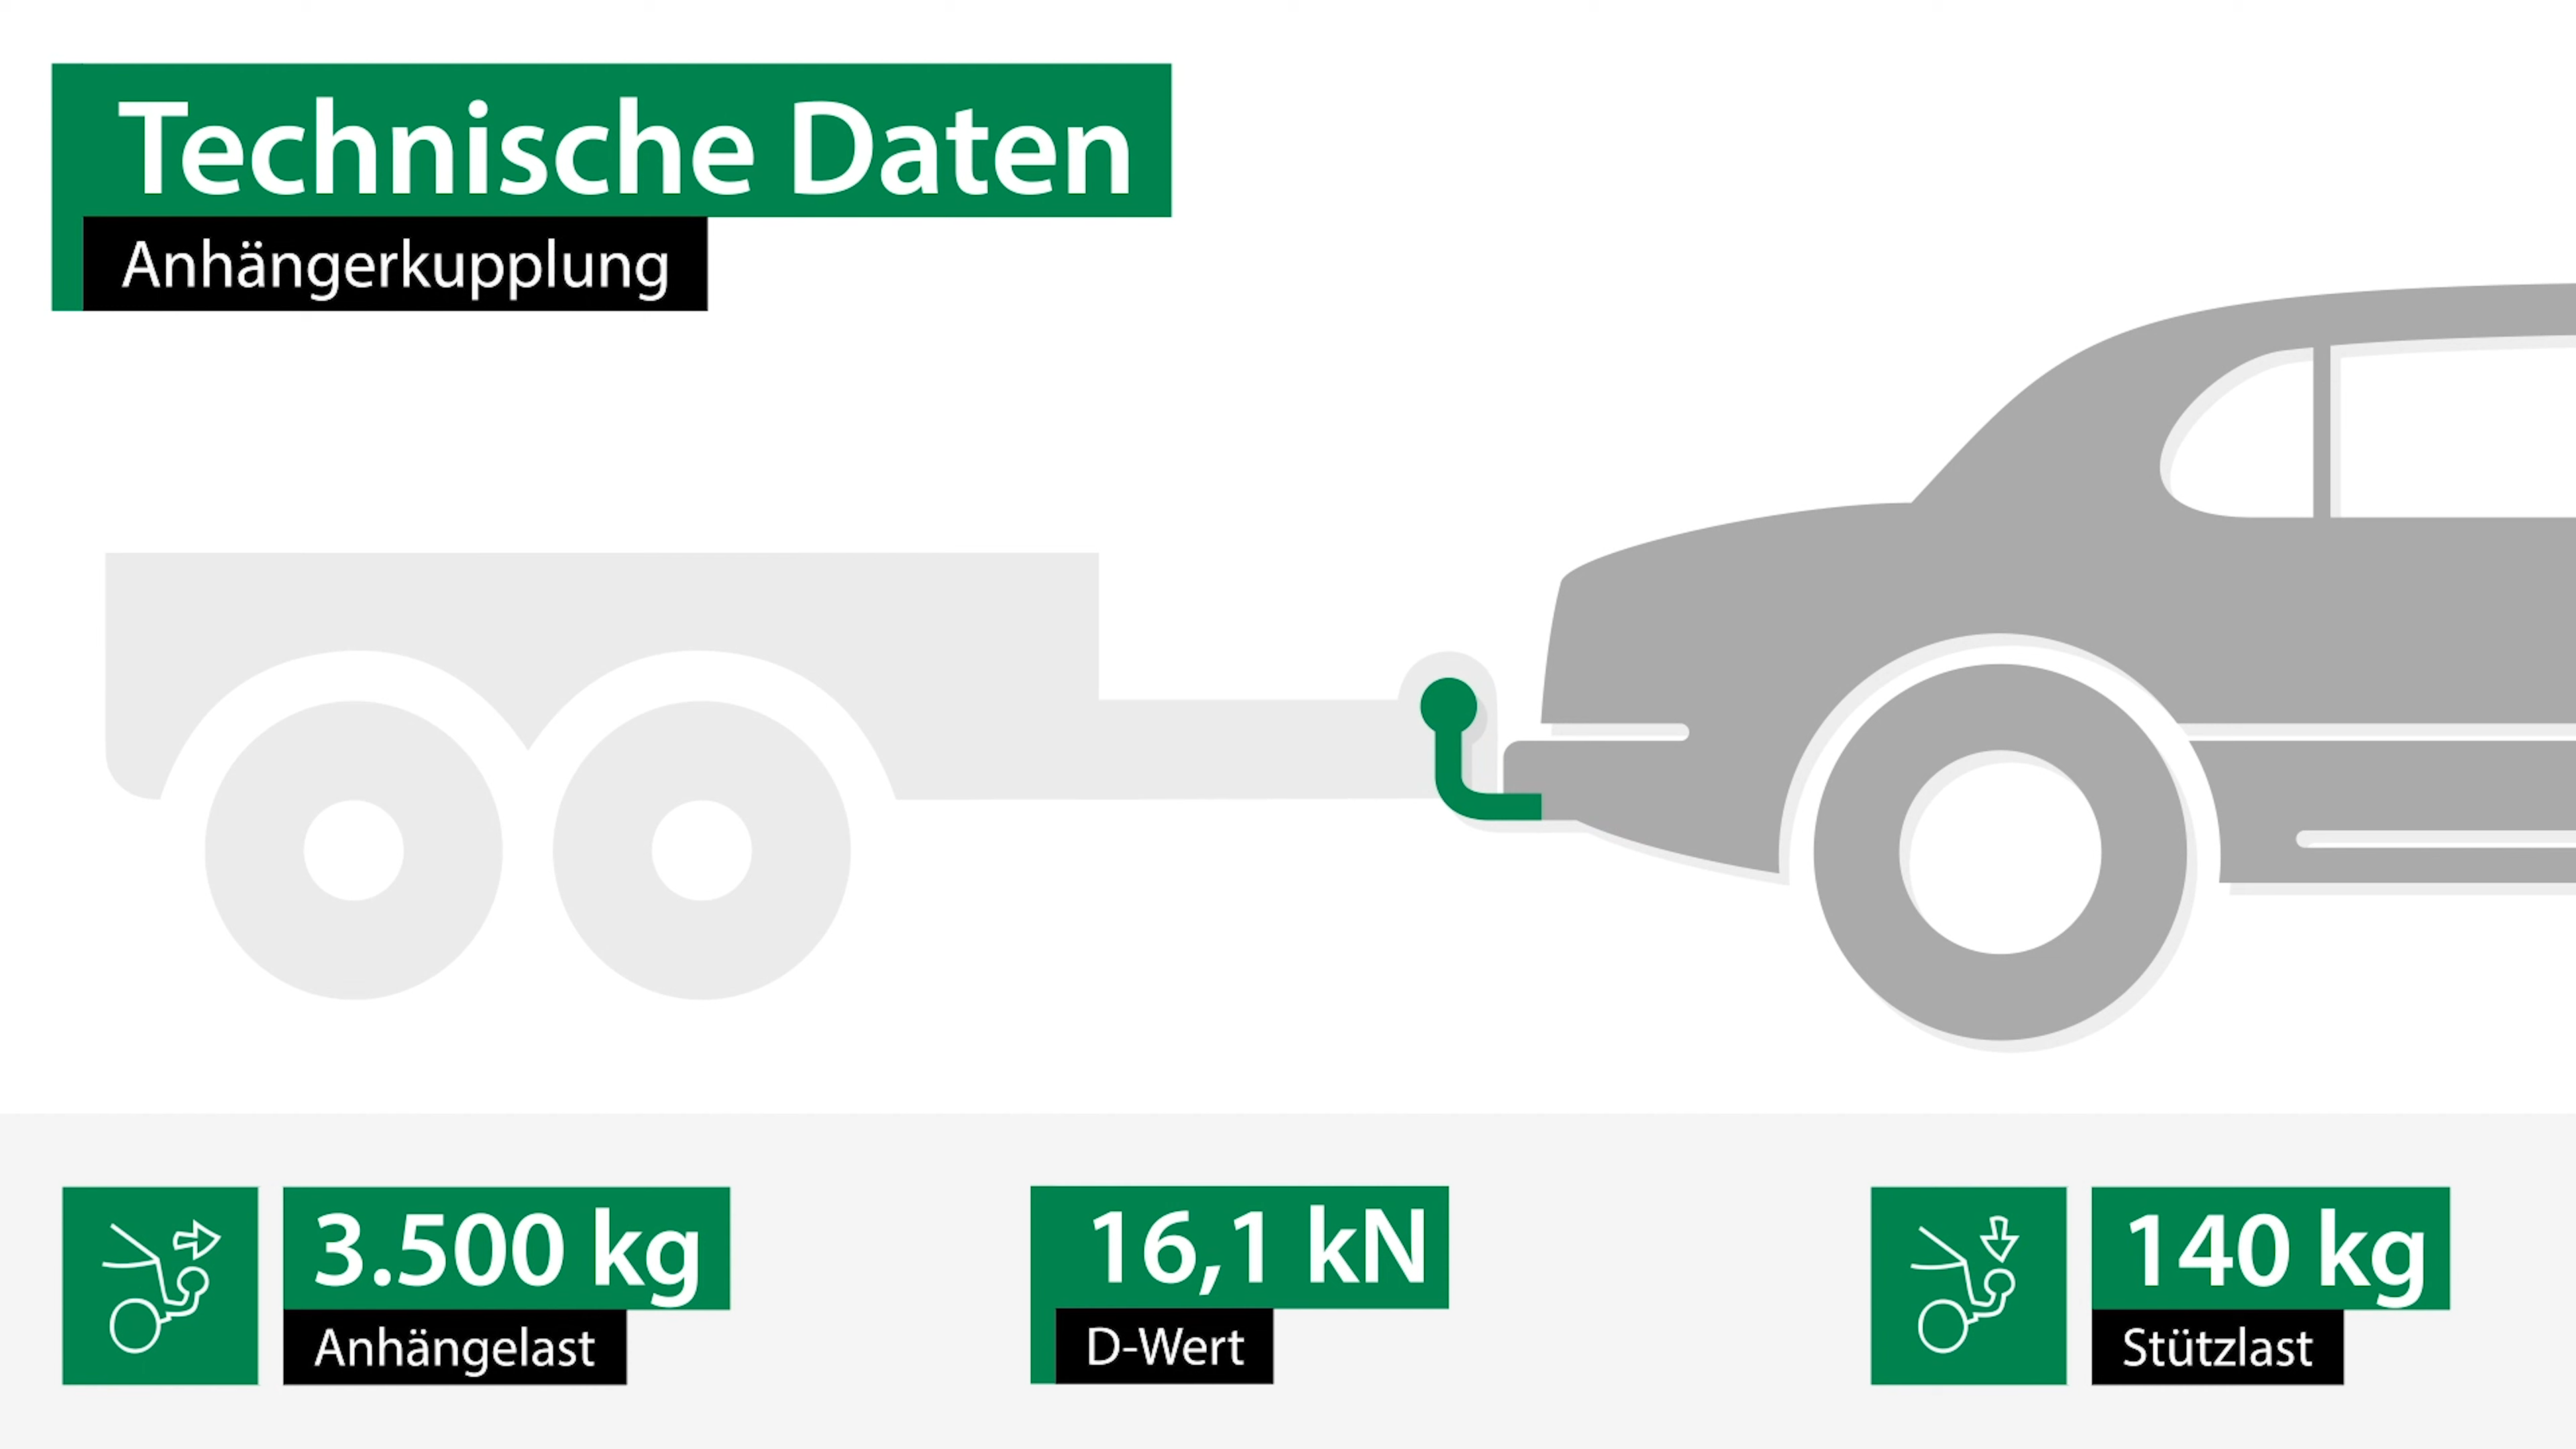 Technische Daten
Anhängerkupplung
3.500 kg
Anhängelast
16,1 kN
D-Wert
140 kg
Stützlast